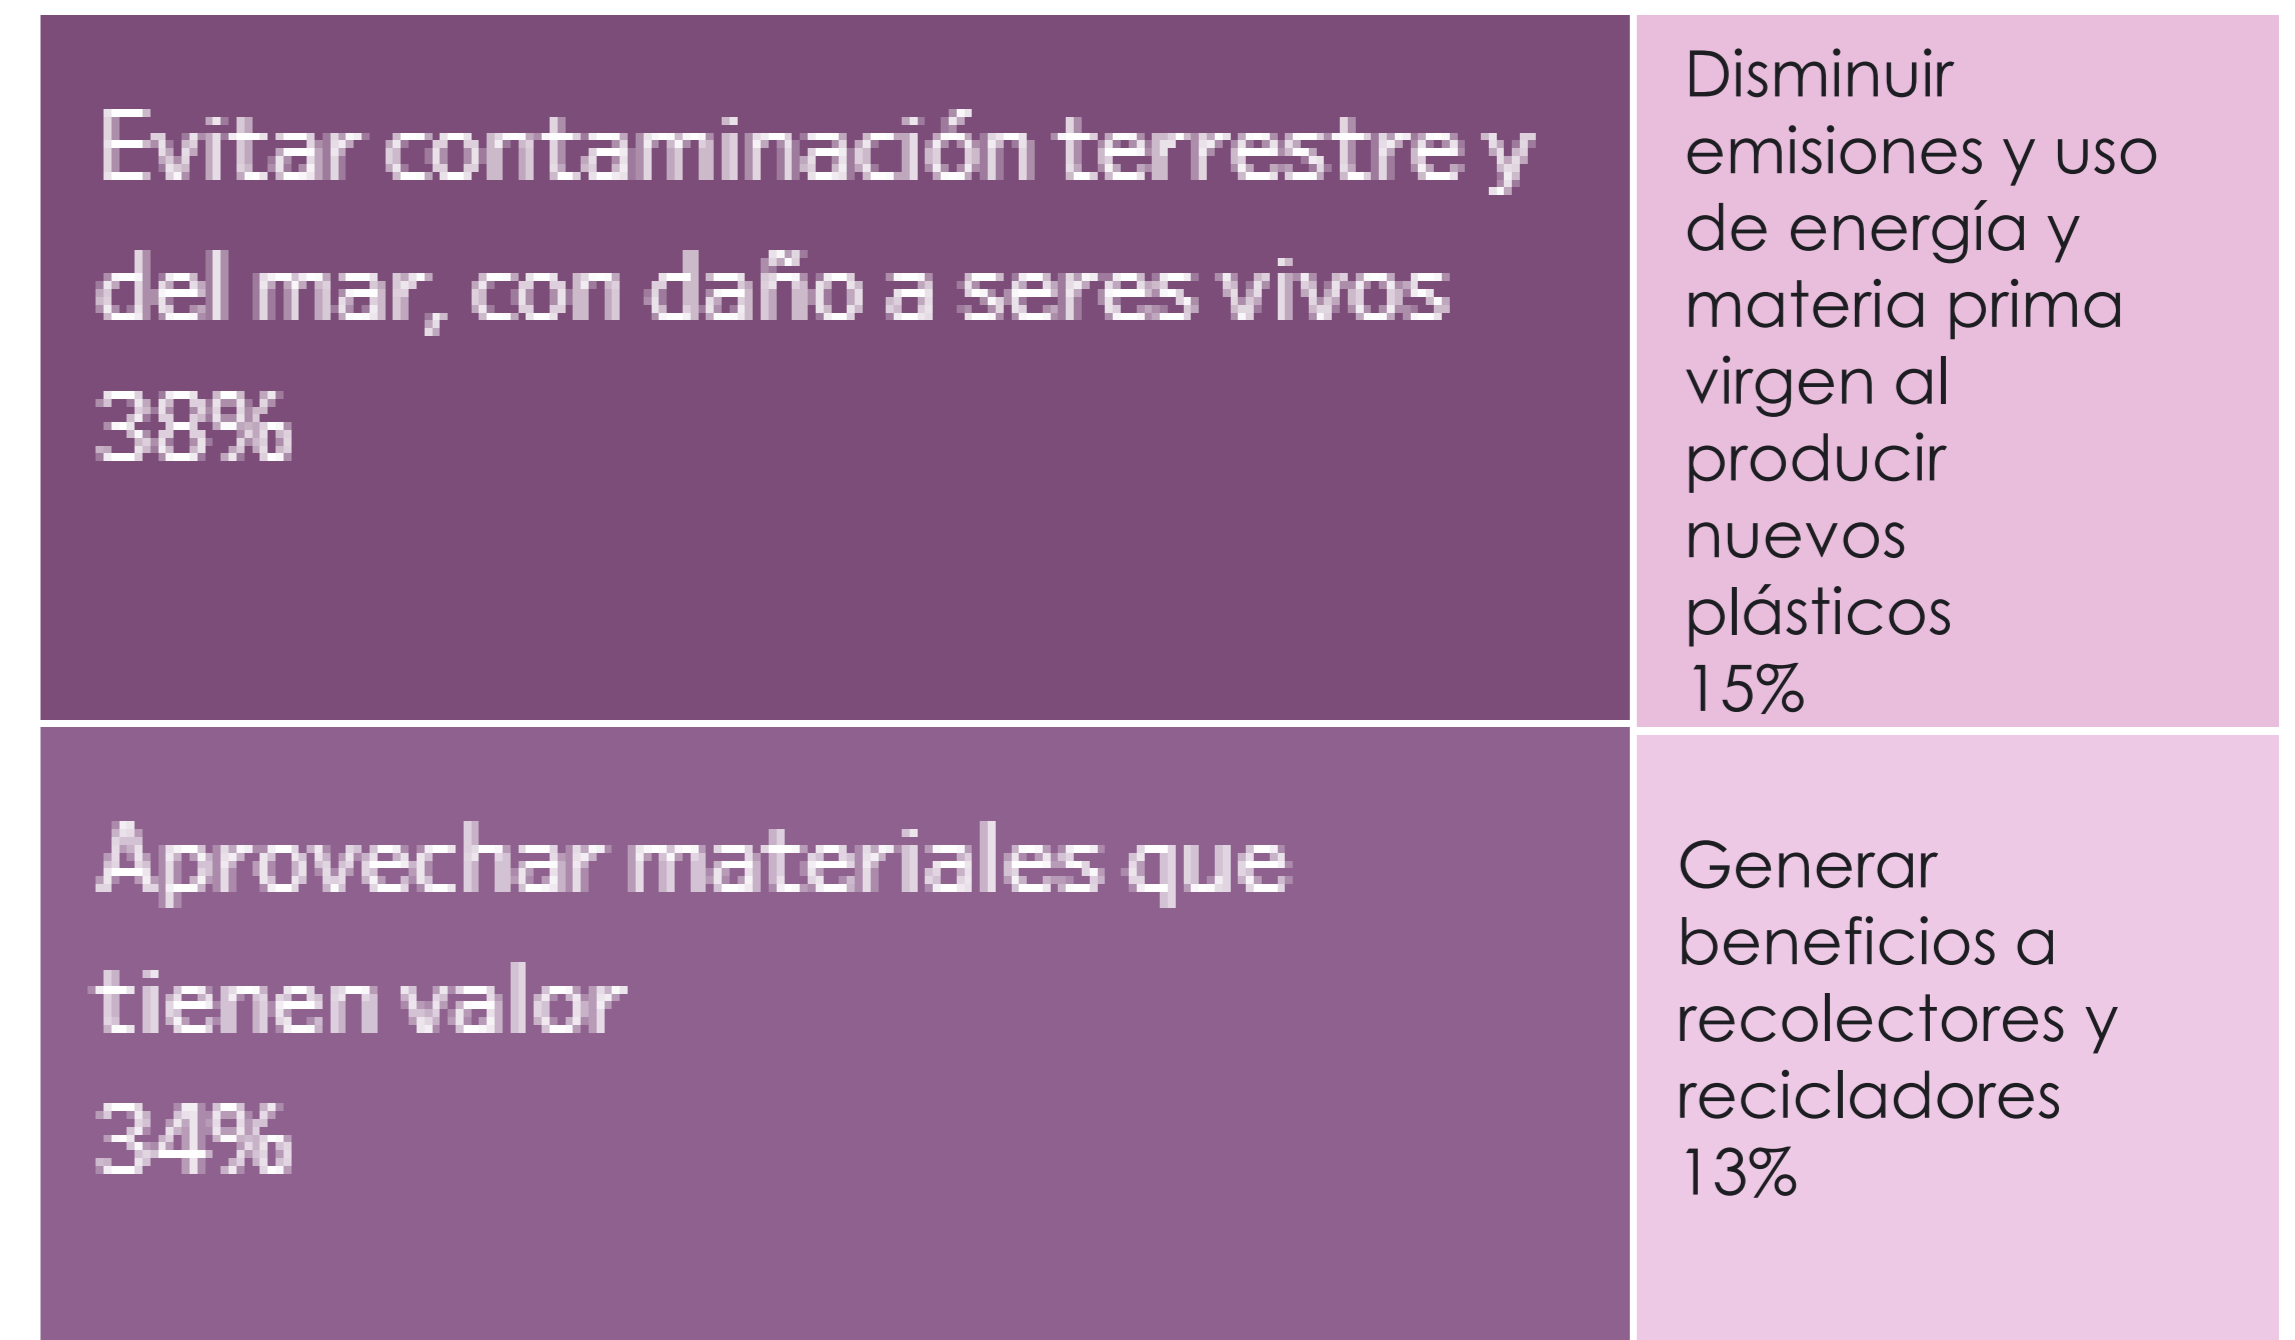 Evitar contaminación terrestre y
del mar, con daño a seres vivos
38%
Disminuir
emisiones y uso
de energía y
materia prima
virgen al
producir
nuevos
plásticos
15%
Aprovechar materiales que
tienen valor
34%
Generar
beneficios a
recolectores y
recicladores
13%